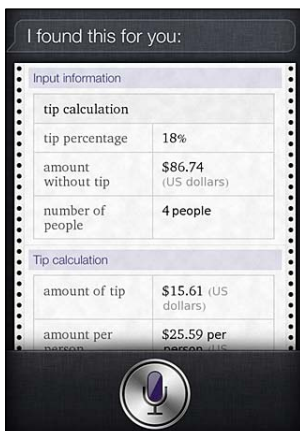 I found this for you:
Input information
tip calculation
tip percentage 18%
amount without tip $86.74 (US dollars)
number of people 4 people
Tip calculation
amount of tip $15.61 (US dollars)
amount per person $25.59 per person (US